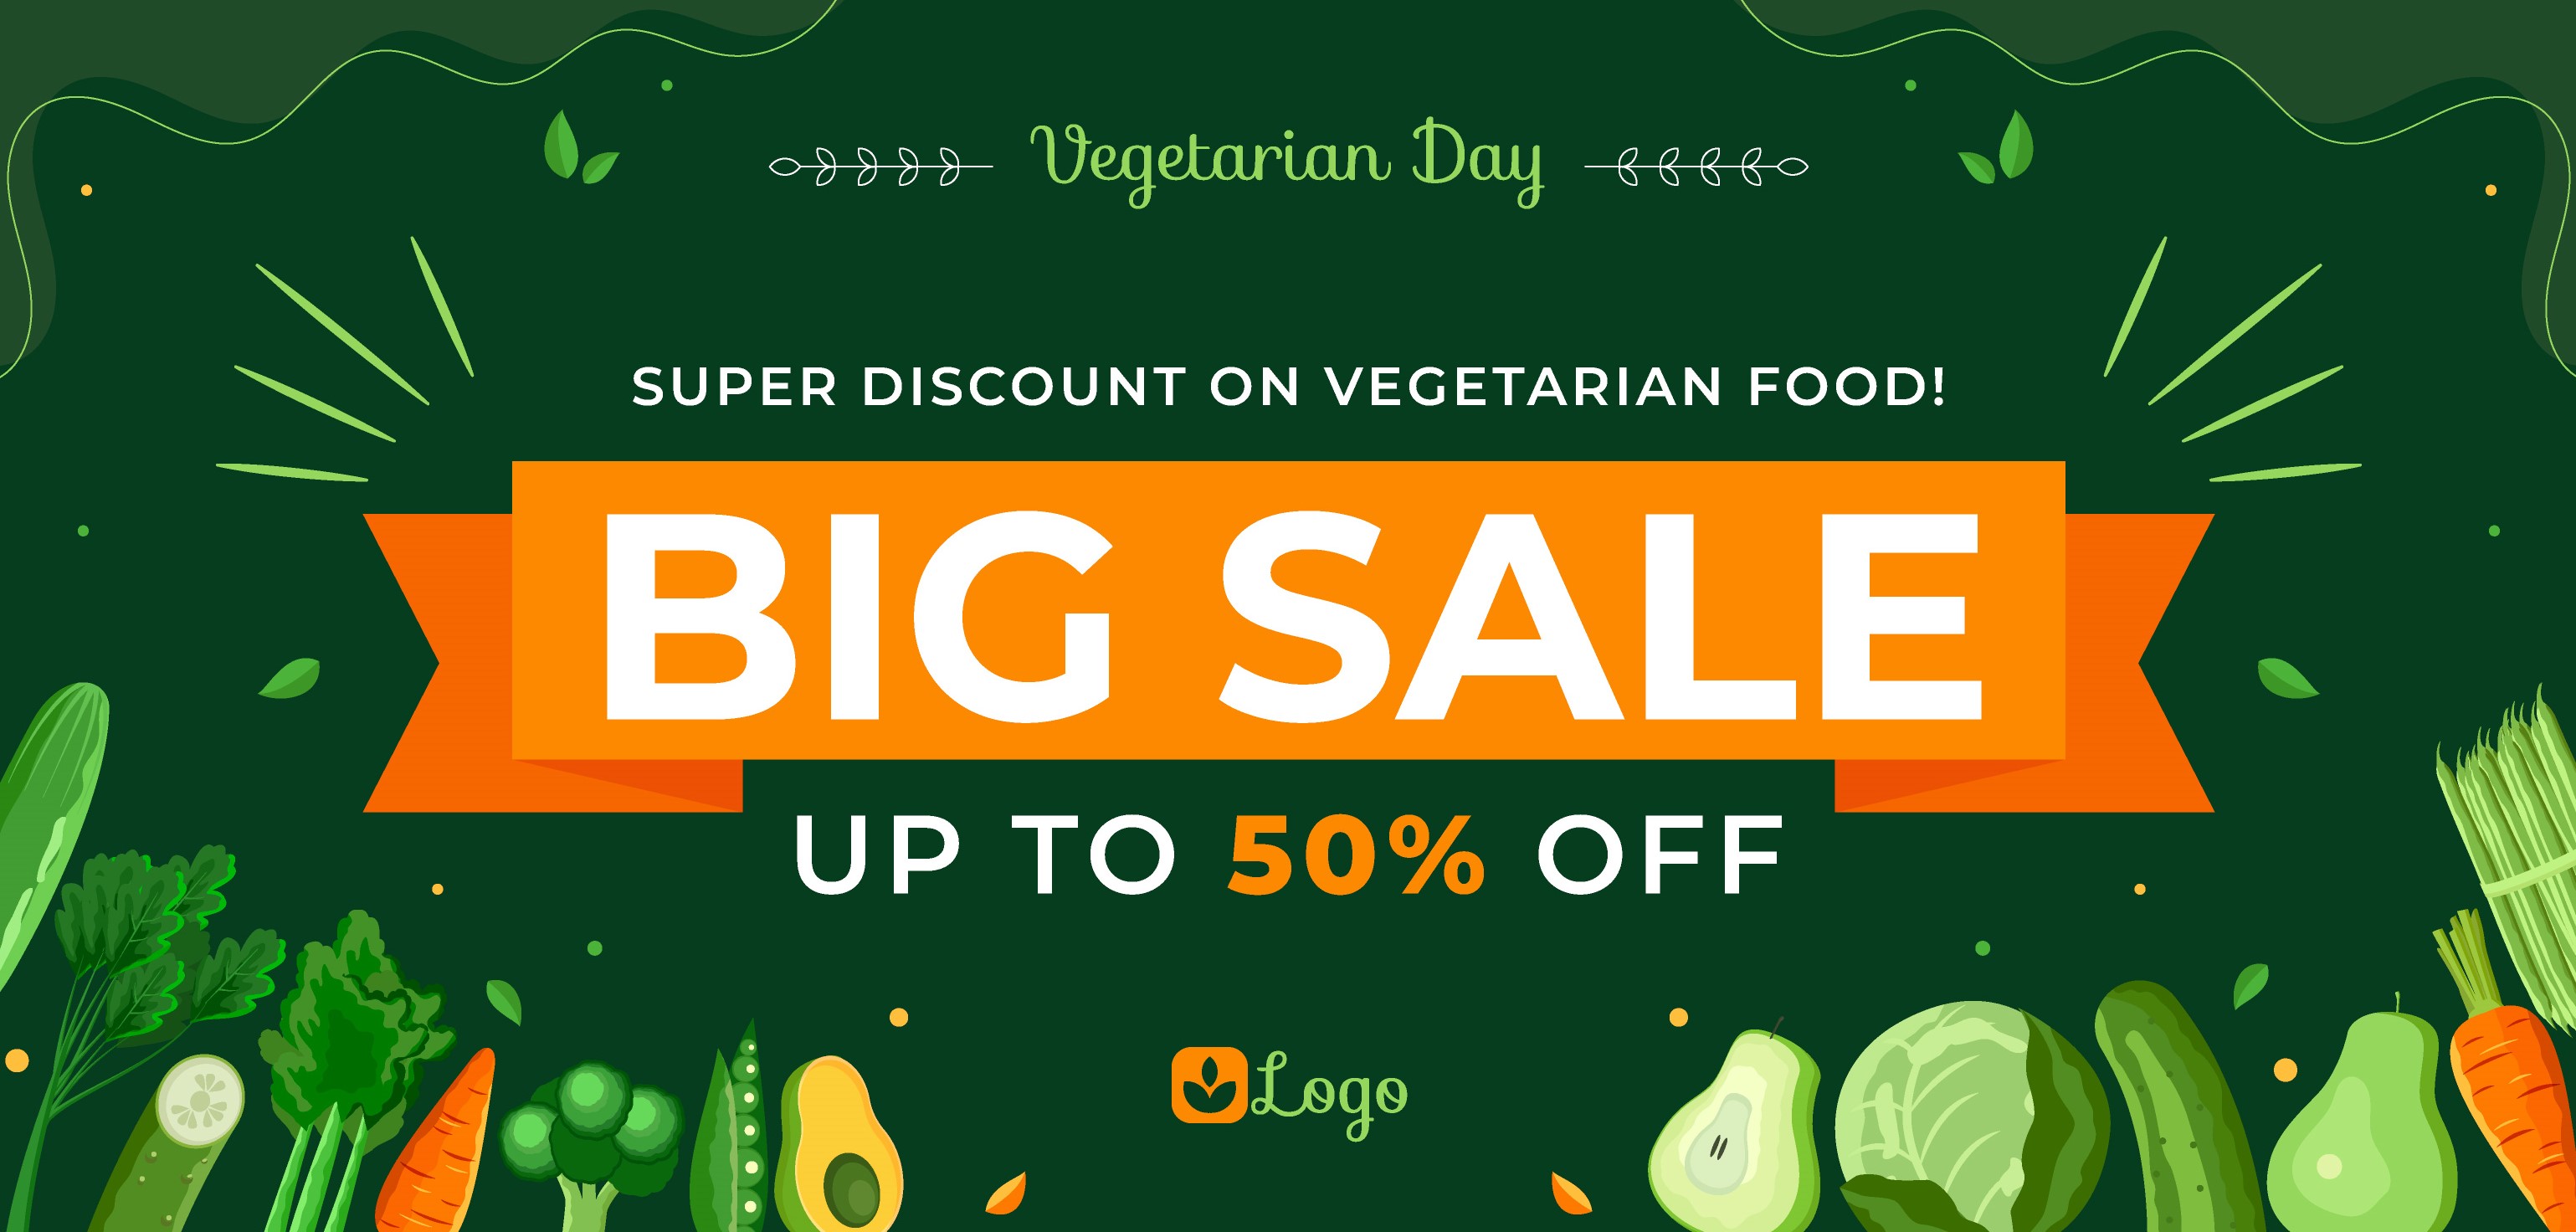 Vegetarian Day
SUPER DISCOUNT ON VEGETARIAN FOOD!
BIG SALE
UP TO 50% OFF
Logo